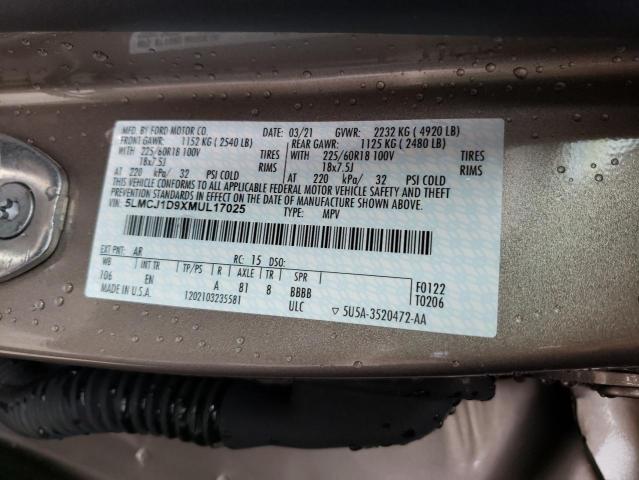 MFD. BY FORD MOTOR CO.
DATE: 03/21 GVWR: 2232 KG ( 4920 LB)
FRONT GAWR: 1152 KG ( 2540 LB) REAR GAWR: 1125 KG ( 2480 LB)
WITH 225/60R18 100V TIRES WITH 225/60R18 100V TIRES
18x7.5J RIMS 18x7.5J RIMS
AT 220 kPa/ 32 PSI COLD AT 220 kPa/ 32 PSI COLD
THIS VEHICLE CONFORMS TO ALL APPLICABLE FEDERAL MOTOR VEHICLE SAFETY AND THEFT
PREVENTION STANDARDS IN EFFECT ON THE DATE OF MANUFACTURE SHOWN ABOVE.
VIN: 5LMCJ1D9XMUL17025 TYPE: MPV
EXT PNT: AR RC: 15 DSO: F0122
WB INT TR TP/PS R AXLE TR SPR T0206
106 EN A 81 8 BBBB
MADE IN U.S.A. 1202103235581 ULC ▽ 5U5A-3520472-AA